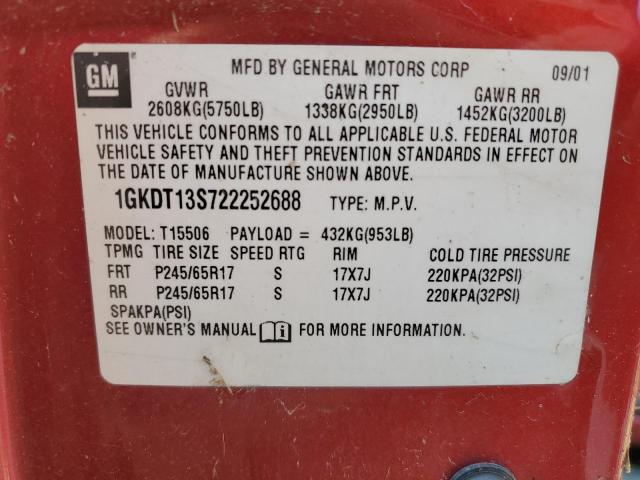 GM MFD BY GENERAL MOTORS CORP 09/01
GVWR GAWR FRT GAWR RR
2608KG(5750LB) 1338KG(2950LB) 1452KG(3200LB)
THIS VEHICLE CONFORMS TO ALL APPLICABLE U.S. FEDERAL MOTOR
VEHICLE SAFETY AND THEFT PREVENTION STANDARDS IN EFFECT ON
THE DATE OF MANUFACTURE SHOWN ABOVE.
1GKDT13S722252688 TYPE: M.P.V.
MODEL: T15506 PAYLOAD = 432KG(953LB)
TPMG TIRE SIZE SPEED RTG RIM COLD TIRE PRESSURE
FRT P245/65R17 S 17X7J 220KPA(32PSI)
RR P245/65R17 S 17X7J 220KPA(32PSI)
SPAKPA(PSI)
SEE OWNER'S MANUAL FOR MORE INFORMATION.